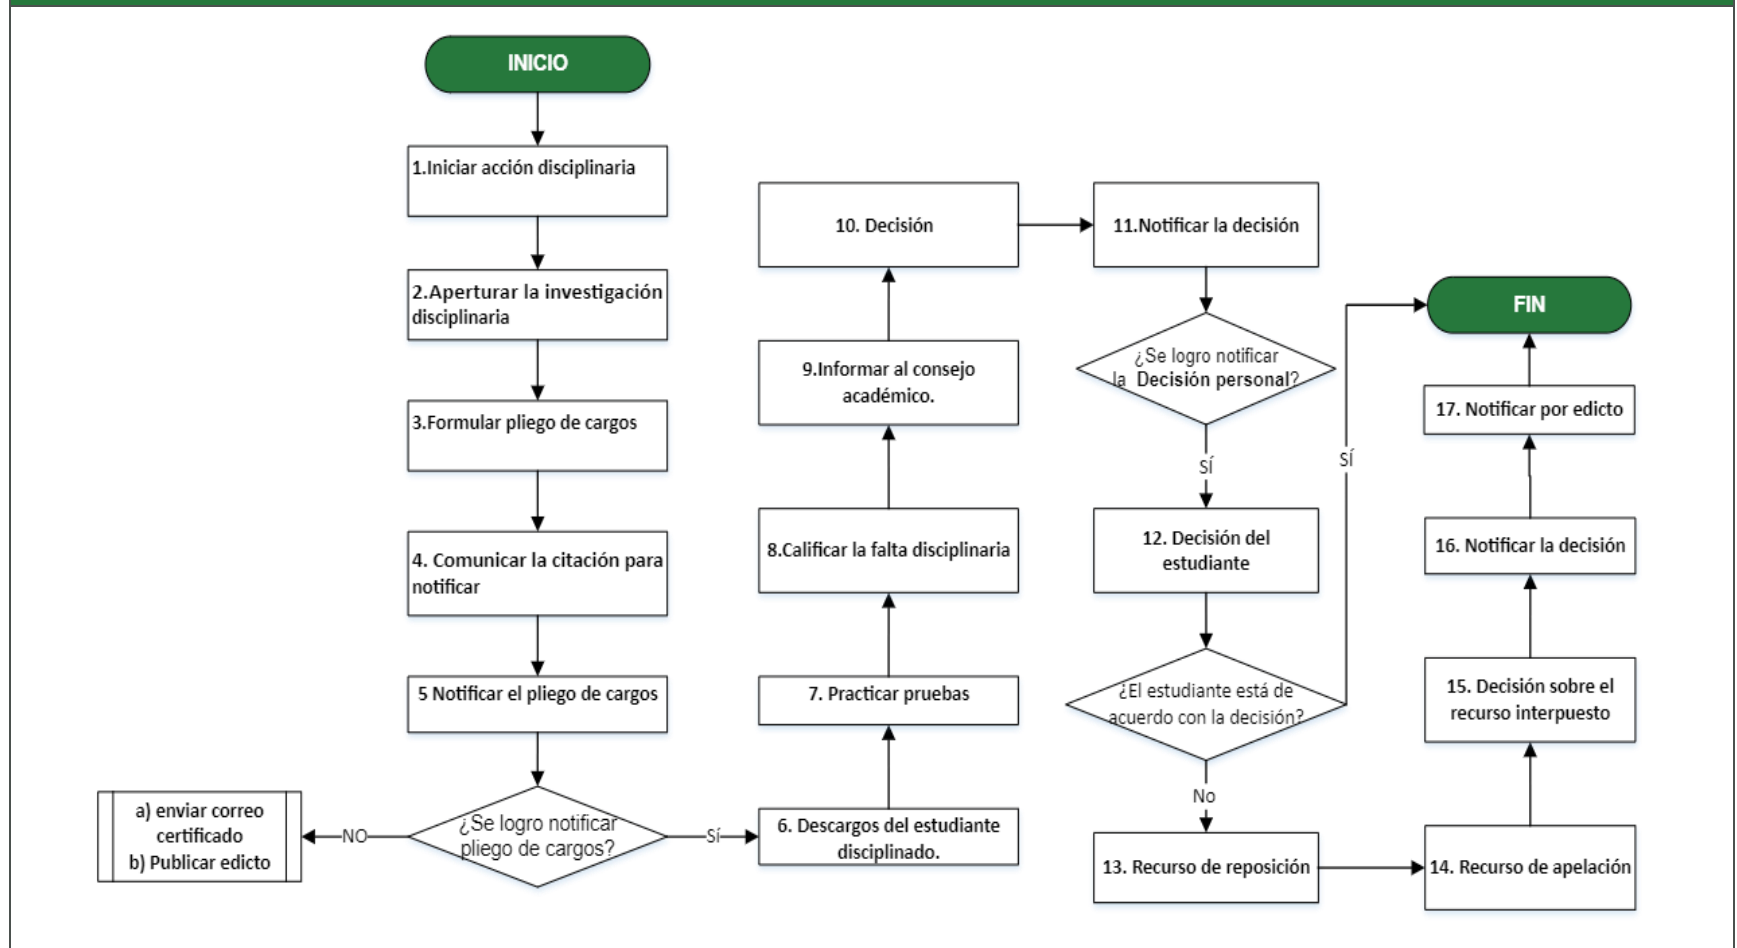 INICIO
1.Iniciar acción disciplinaria
2.Aperturar la investigación
disciplinaria
3.Formular pliego de cargos
4. Comunicar la citación para
notificar
5 Notificar el pliego de cargos
¿Se logro notificar
pliego de cargos?
NO
a) enviar correo
certificado
b) Publicar edicto
Sí
6. Descargos del estudiante
disciplinado.
7. Practicar pruebas
8.Calificar la falta disciplinaria
9.Informar al consejo
académico.
10. Decisión
11.Notificar la decisión
¿Se logro notificar
la Decisión personal?
SÍ
12. Decisión del
estudiante
¿El estudiante está de
acuerdo con la decisión?
SÍ
No
13. Recurso de reposición
14. Recurso de apelación
15. Decisión sobre el
recurso interpuesto
16. Notificar la decisión
17. Notificar por edicto
FIN